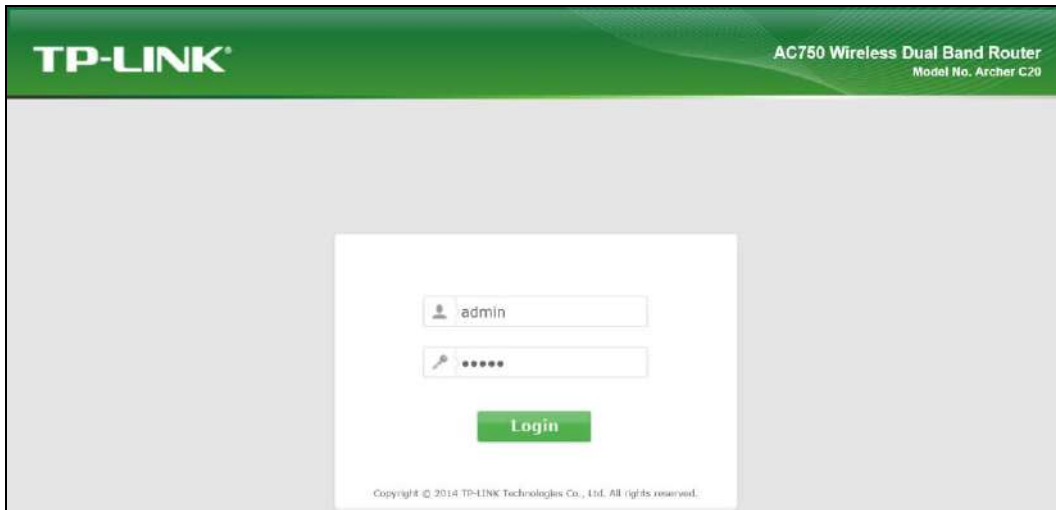 TP-LINK®
AC750 Wireless Dual Band Router
Model No. Archer C20
admin
•••••
Login
Copyright © 2014 TP-LINK Technologies Co., Ltd. All rights reserved.